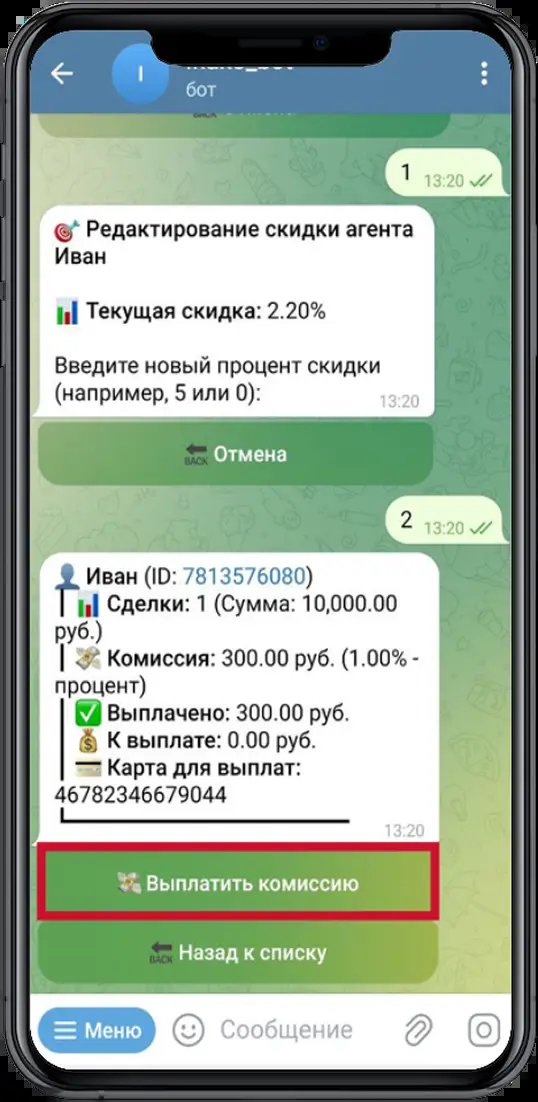 I
бот
BACK
1 13:20
Редактирование скидки агента
Иван
Текущая скидка: 2.20%
Введите новый процент скидки
(например, 5 или 0):
13:20
BACK Отмена
2 13:20
Иван (ID: 7813576080)
Сделки: 1 (Сумма: 10,000.00
руб.)
Комиссия: 300.00 руб. (1.00% -
процент)
Выплачено: 300.00 руб.
К выплате: 0.00 руб.
Карта для выплат:
46782346679044
13:20
Выплатить комиссию
BACK Назад к списку
Меню Сообщение